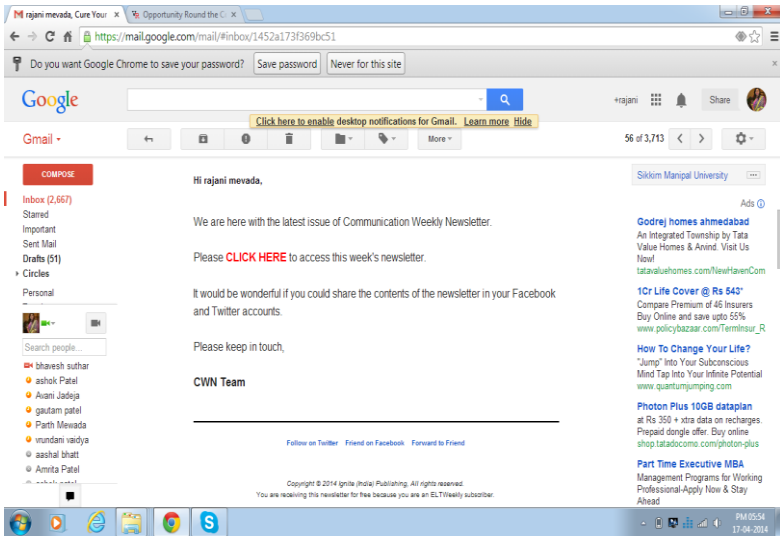 rajani mevada, Cure Your
Opportunity Round the C
https://mail.google.com/mail/#inbox/1452a173f369bc51
Do you want Google Chrome to save your password? Save password Never for this site
Google
+rajani Share
Click here to enable desktop notifications for Gmail. Learn more Hide
Gmail
More
56 of 3,713
COMPOSE
Inbox (2,667)
Starred
Important
Sent Mail
Drafts (51)
Circles
Personal
Search people...
bhavesh suthar
ashok Patel
Avani Jadeja
gautam patel
Parth Mewada
vrundani vaidya
aashal bhatt
Amrita Patel
Hi rajani mevada,
We are here with the latest issue of Communication Weekly Newsletter.
Please CLICK HERE to access this week's newsletter.
It would be wonderful if you could share the contents of the newsletter in your Facebook
and Twitter accounts.
Please keep in touch,
CWN Team
Follow on Twitter Friend on Facebook Forward to Friend
Copyright © 2014 Ignite (India) Publishing, All rights reserved.
You are receiving this newsletter for free because you are an ELTWeekly subscriber.
Sikkim Manipal University
Ads
Godrej homes ahmedabad
An Integrated Township by Tata
Value Homes & Arvind. Visit Us
Now!
tatavaluehomes.com/NewHavenCom
1Cr Life Cover @ Rs 543*
Compare Premium of 46 Insurers
Buy Online and save upto 55%
www.policybazaar.com/TermInsur_R
How To Change Your Life?
"Jump" Into Your Subconscious
Mind Tap Into Your Infinite Potential
www.quantumjumping.com
Photon Plus 10GB dataplan
at Rs 350 + xtra data on recharges.
Prepaid dongle offer. Buy online
shop.tatadocomo.com/photon-plus
Part Time Executive MBA
Management Programs for Working
Professional-Apply Now & Stay
Ahead
PM 05:54
17-04-2014